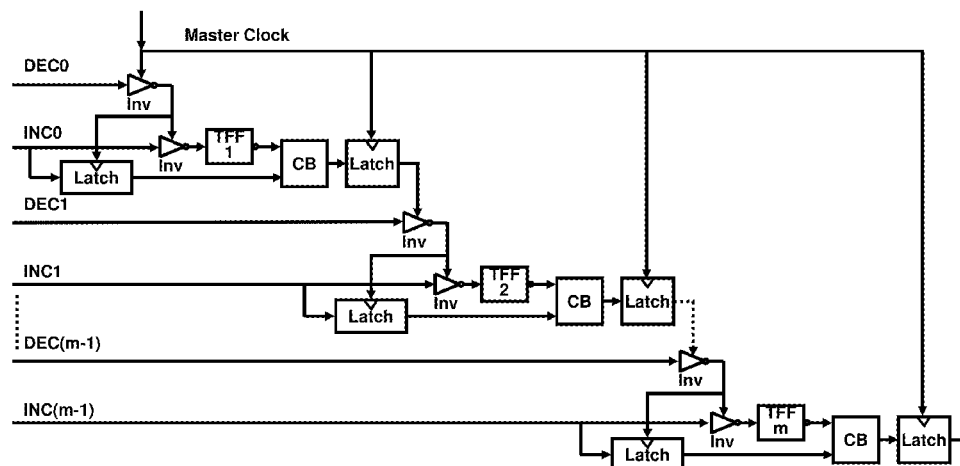 Master Clock
DEC0
Inv
INC0
TFF
1
Inv
CB
Latch
Latch
DEC1
Inv
INC1
TFF
2
Inv
CB
Latch
Latch
DEC(m-1)
Inv
INC(m-1)
TFF
m
Inv
CB
Latch
Latch